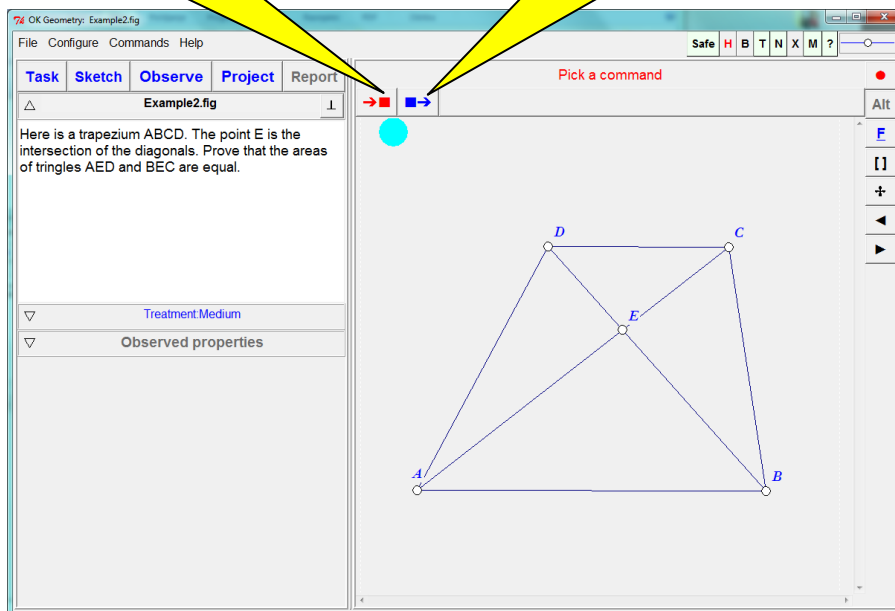 OK Geometry: Example2.fig
File Configure Commands Help
Safe H B T N X M ?
Task Sketch Observe Project Report
Pick a command
Example2.fig
Alt
Here is a trapezium ABCD. The point E is the
intersection of the diagonals. Prove that the areas
of tringles AED and BEC are equal.
F
[ ]
D
C
E
Treatment:Medium
Observed properties
A
B